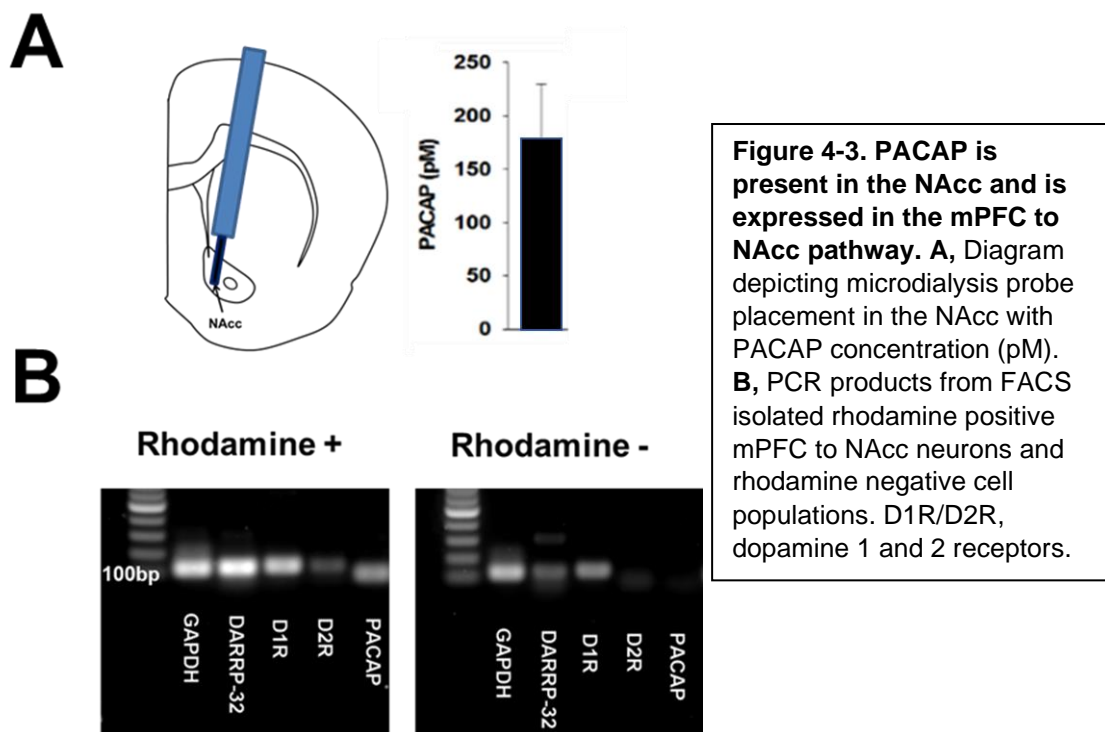 A
250
200
150
100
50
0
PACAP (pM)
NAcc
Figure 4-3. PACAP is
present in the NAcc and is
expressed in the mPFC to
NAcc pathway. A, Diagram
depicting microdialysis probe
placement in the NAcc with
PACAP concentration (pM).
B, PCR products from FACS
isolated rhodamine positive
mPFC to NAcc neurons and
rhodamine negative cell
populations. D1R/D2R,
dopamine 1 and 2 receptors.
B
Rhodamine +
100bp
GAPDH
DARRP-32
D1R
D2R
PACAP
Rhodamine -
GAPDH
DARRP-32
D1R
D2R
PACAP